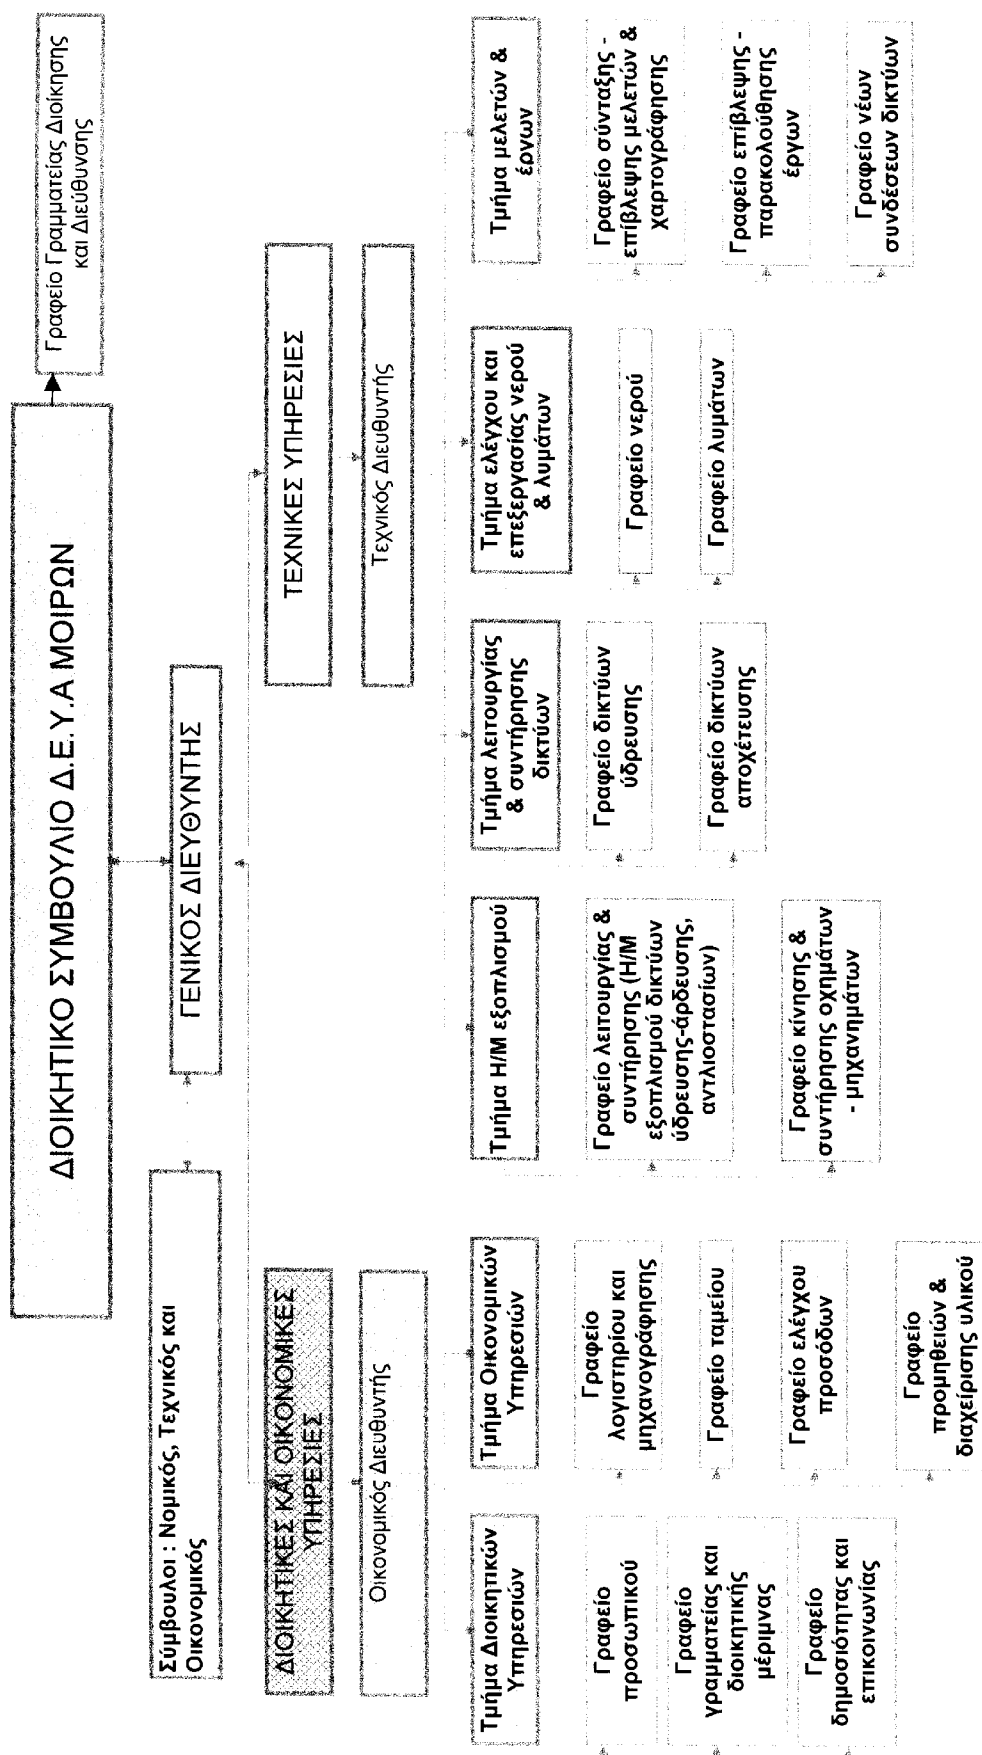 ΔΙΟΙΚΗΤΙΚΟ ΣΥΜΒΟΥΛΙΟ Δ.Ε.Υ.Α ΜΟΙΡΩΝ
Γραφείο Γραμματείας Διοίκησης
και Διεύθυνσης
Σύμβουλοι : Νομικός, Τεχνικός και
Οικονομικός
ΓΕΝΙΚΟΣ ΔΙΕΥΘΥΝΤΗΣ
ΔΙΟΙΚΗΤΙΚΕΣ ΚΑΙ ΟΙΚΟΝΟΜΙΚΕΣ
ΥΠΗΡΕΣΙΕΣ
ΤΕΧΝΙΚΕΣ ΥΠΗΡΕΣΙΕΣ
Οικονομικός Διευθυντής
Τεχνικός Διευθυντής
Τμήμα Διοικητικών
Υπηρεσιών
Γραφείο
προσωπικού
Γραφείο
γραμματείας και
διοικητικής
μέριμνας
Γραφείο
δημοσιότητας και
επικοινωνίας
Τμήμα Οικονομικών
Υπηρεσιών
Γραφείο
λογιστηρίου και
μηχανογράφησης
Γραφείο ταμείου
Γραφείο ελέγχου
προσόδων
Γραφείο
προμηθειών &
διαχείρισης υλικού
Τμήμα Η/Μ εξοπλισμού
Γραφείο λειτουργίας &
συντήρησης (Η/Μ
εξοπλισμού δικτύων
ύδρευσης-άρδευσης,
αντλιοστασίων)
Γραφείο κίνησης &
συντήρησης οχημάτων
- μηχανημάτων
Τμήμα λειτουργίας
& συντήρησης
δικτύων
Γραφείο δικτύων
ύδρευσης
Γραφείο δικτύων
αποχέτευσης
Τμήμα ελέγχου και
επεξεργασίας νερού
& λυμάτων
Γραφείο νερού
Γραφείο λυμάτων
Τμήμα μελετών &
έργων
Γραφείο σύνταξης -
επίβλεψης μελετών &
χαρτογράφησης
Γραφείο επίβλεψης -
παρακολούθησης
έργων
Γραφείο νέων
συνδέσεων δικτύων